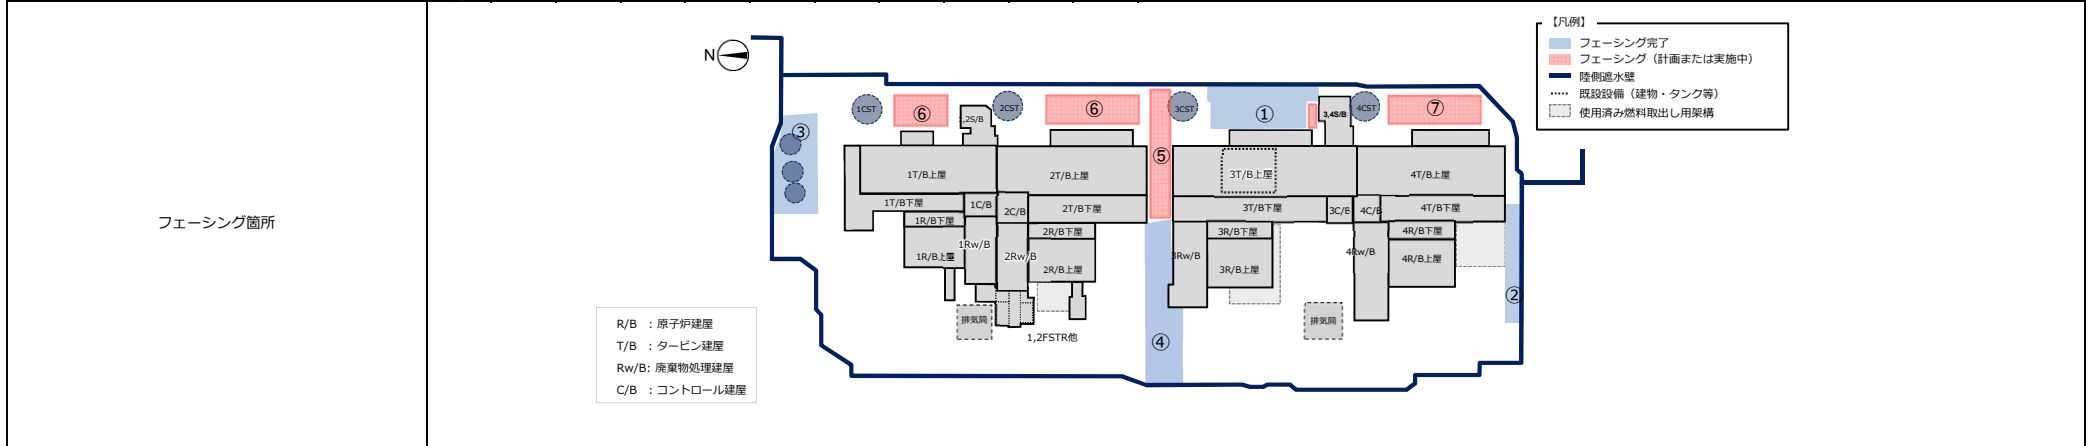 フェーシング箇所
N
【凡例】
フェーシング完了
フェーシング（計画または実施中）
陸側遮水壁
既設設備（建物・タンク等）
使用済み燃料取出し用架構
1CST
⑥
2CST
⑥
3CST
①
4CST
⑦
1,2S/B
3,4S/B
③
⑤
1T/B上屋
2T/B上屋
3T/B上屋
4T/B上屋
1T/B下屋
1C/B
2C/B
2T/B下屋
3T/B下屋
3C/B
4C/B
4T/B下屋
1R/B下屋
2R/B下屋
3R/B下屋
4R/B下屋
1Rw/B
2Rw/B
3Rw/B
4Rw/B
1R/B上屋
2R/B上屋
3R/B上屋
4R/B上屋
②
排気筒
排気筒
1,2FSTR他
④
R/B ：原子炉建屋
T/B ：タービン建屋
Rw/B：廃棄物処理建屋
C/B ：コントロール建屋